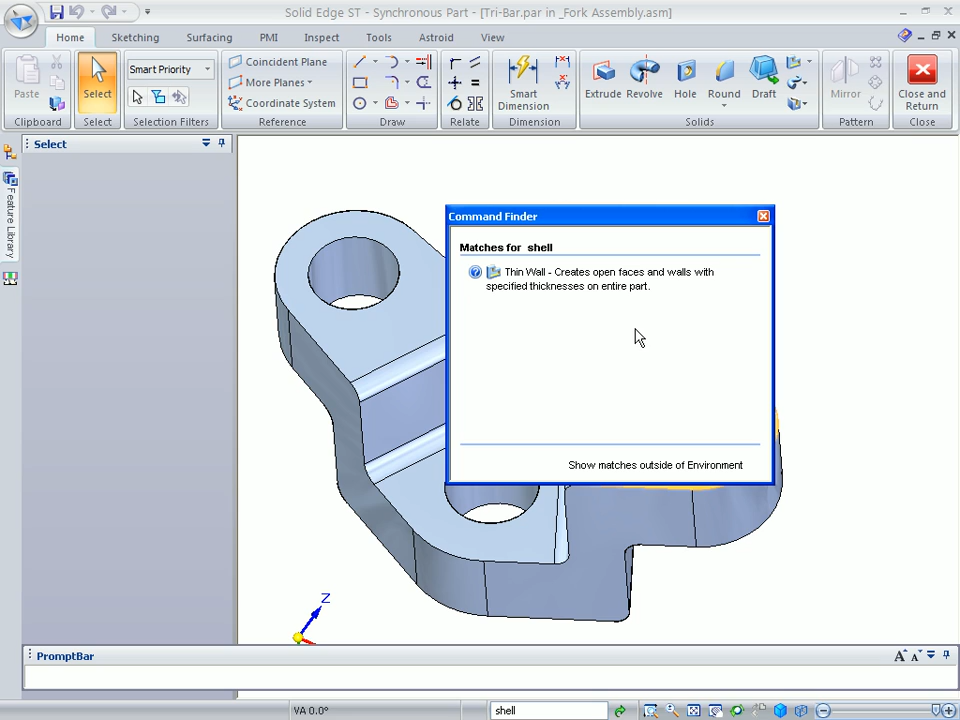 Solid Edge ST - Synchronous Part - [Tri-Bar.par in _Fork Assembly.asm]
Home Sketching Surfacing PMI Inspect Tools Astroid View
Paste
Clipboard
Select
Select
Smart Priority
Selection Filters
Coincident Plane
More Planes
Coordinate System
Reference
Draw
Relate
Smart Dimension
Dimension
Extrude Revolve Hole Round Draft
Solids
Mirror
Pattern
Close and Return
Close
Select
Feature Library
Command Finder
Matches for shell
Thin Wall - Creates open faces and walls with
specified thicknesses on entire part.
Show matches outside of Environment
Z
PromptBar
A A
VA 0.0°
shell